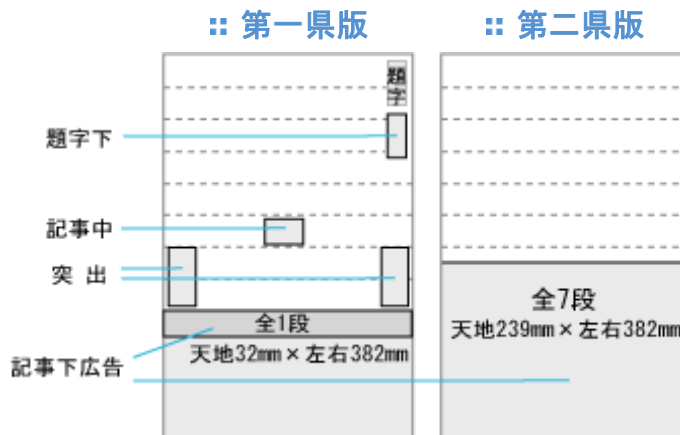 :: 第一県版
:: 第二県版
題字
題字下
記事中
突 出
全1段
天地32mm × 左右382mm
記事下広告
全7段
天地239mm × 左右382mm